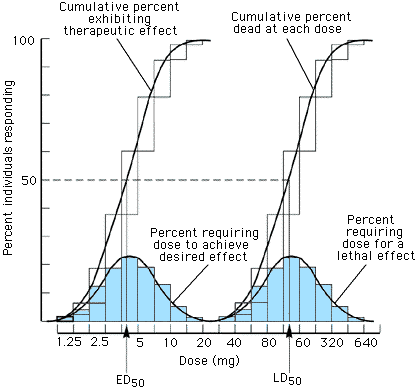 Cumulative percent
exhibiting
therapeutic effect
Cumulative percent
dead at each dose
Percent individuals responding
100
50
0
Percent requiring
dose to achieve
desired effect
Percent
requiring
dose for a
lethal effect
1.25 2.5 5 10 20 40 80 60 320 640
Dose (mg)
ED50
LD50